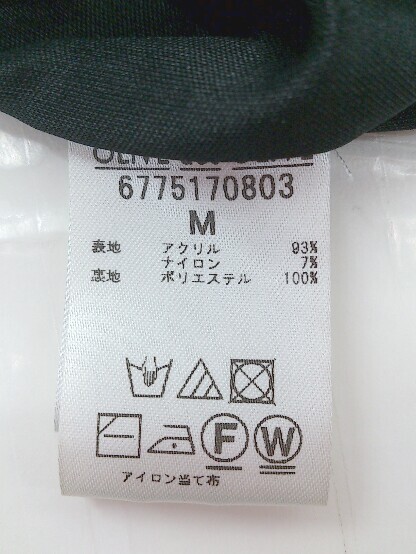 6775170803
M
表地 アクリル 93%
ナイロン 7%
裏地 ポリエステル 100%
F W
アイロン当て布